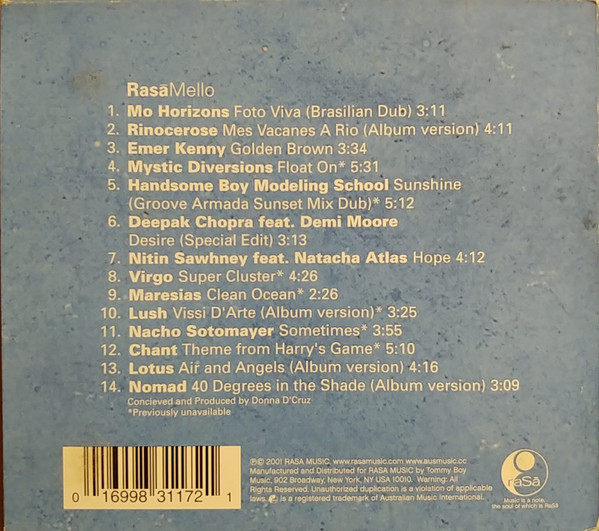 RasāMello
1. Mo Horizons Foto Viva (Brasilian Dub) 3:11
2. Rinocerose Mes Vacanes A Rio (Album version) 4:11
3. Emer Kenny Golden Brown 3:34
4. Mystic Diversions Float On* 5:31
5. Handsome Boy Modeling School Sunshine
(Groove Armada Sunset Mix Dub)* 5:12
6. Deepak Chopra feat. Demi Moore
Desire (Special Edit) 3:13
7. Nitin Sawhney feat. Natacha Atlas Hope 4:12
8. Virgo Super Cluster* 4:26
9. Maresias Clean Ocean* 2:26
10. Lush Vissi D'Arte (Album version)* 3:25
11. Nacho Sotomayer Sometimes* 3:55
12. Chant Theme from Harry's Game* 5:10
13. Lotus Air and Angels (Album version) 4:16
14. Nomad 40 Degrees in the Shade (Album version) 3:09
Concieved and Produced by Donna D'Cruz
*Previously unavailable
0 16998 31172 1
℗© 2001 RASA MUSIC. www.rasamusic.com www.ausmusic.cc
Manufactured and Distributed for RASA MUSIC by Tommy Boy
Music, 902 Broadway, New York, NY USA 10010. Warning: All
Rights Reserved. Unauthorized duplication is a violation of applicable
laws. is a registered trademark of Australian Music International.
rāSā
Music is a note,
the soul of which is RaSā